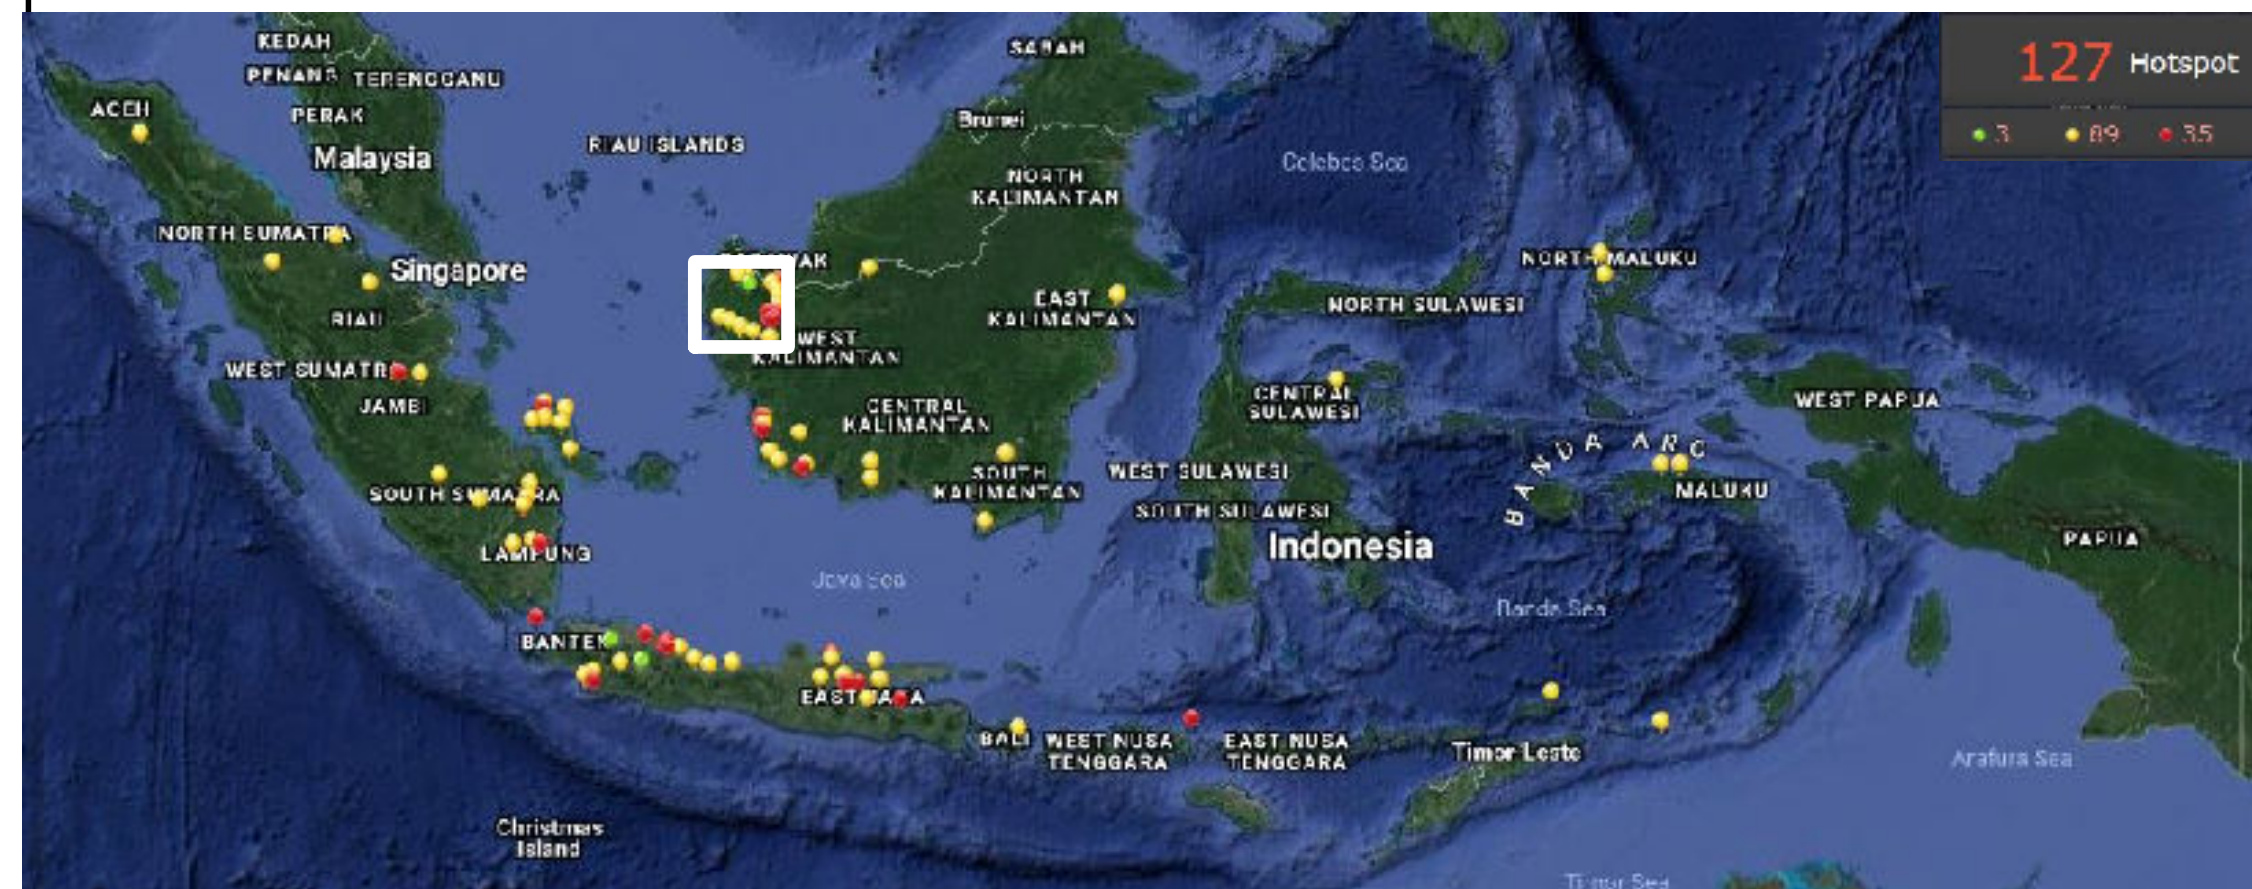 KEDAH
SABAH
127 Hotspot
PENANG TERENGGANU
ACEH
PERAK
Brunei
3 89 35
Malaysia
RIAU ISLANDS
Celebes Sea
NORTH
KALIMANTAN
NORTH SUMATRA
NORTH MALUKU
Singapore
EAST
KALIMANTAN
NORTH SULAWESI
RIAU
WEST
KALIMANTAN
WEST SUMATR
JAMBI
CENTRAL
KALIMANTAN
CENTRAL
SULAWESI
WEST PAPUA
BANDA ARC
SOUTH SUMATRA
SOUTH
KALIMANTAN
WEST SULAWESI
MALUKU
SOUTH SULAWESI
Indonesia
PAPUA
LAMPUNG
Java Sea
Banda Sea
BANTEN
EAST JAVA
BALI
WEST NUSA
TENGGARA
EAST NUSA
TENGGARA
Timor Leste
Arafura Sea
Christmas
Island
Timor Sea